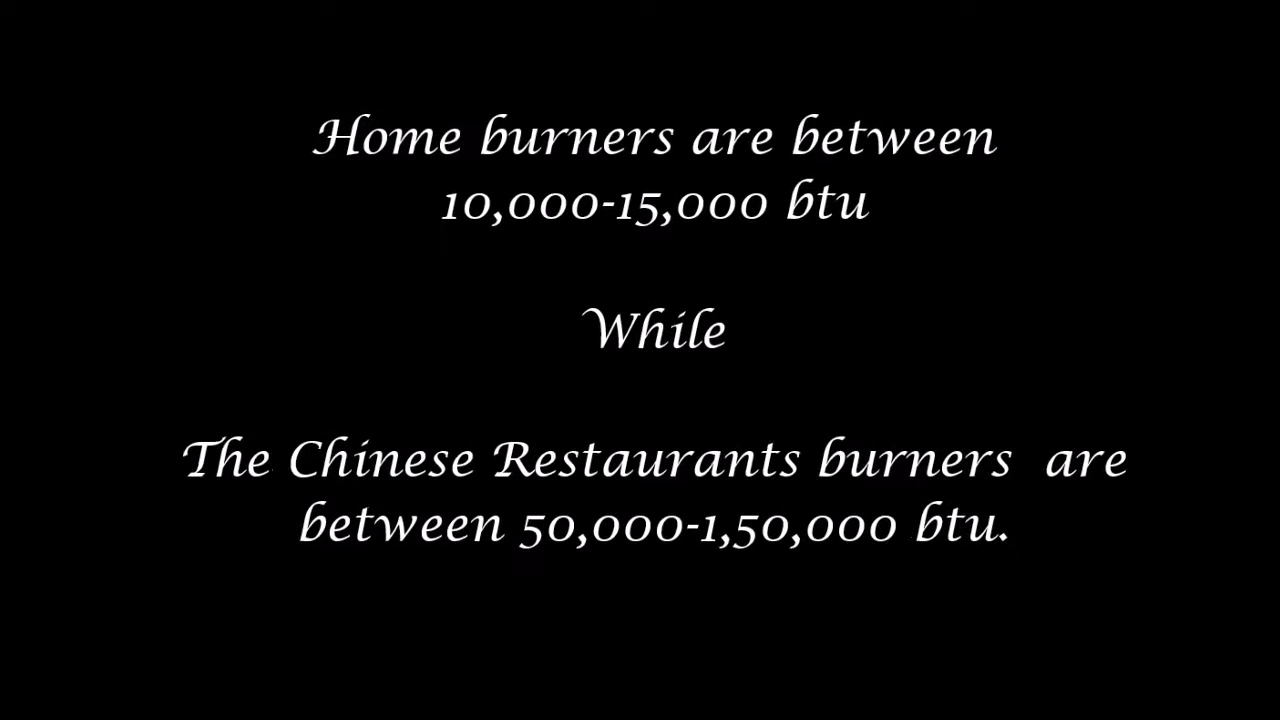 Home burners are between
10,000-15,000 btu
While
The Chinese Restaurants burners are
between 50,000-1,50,000 btu.